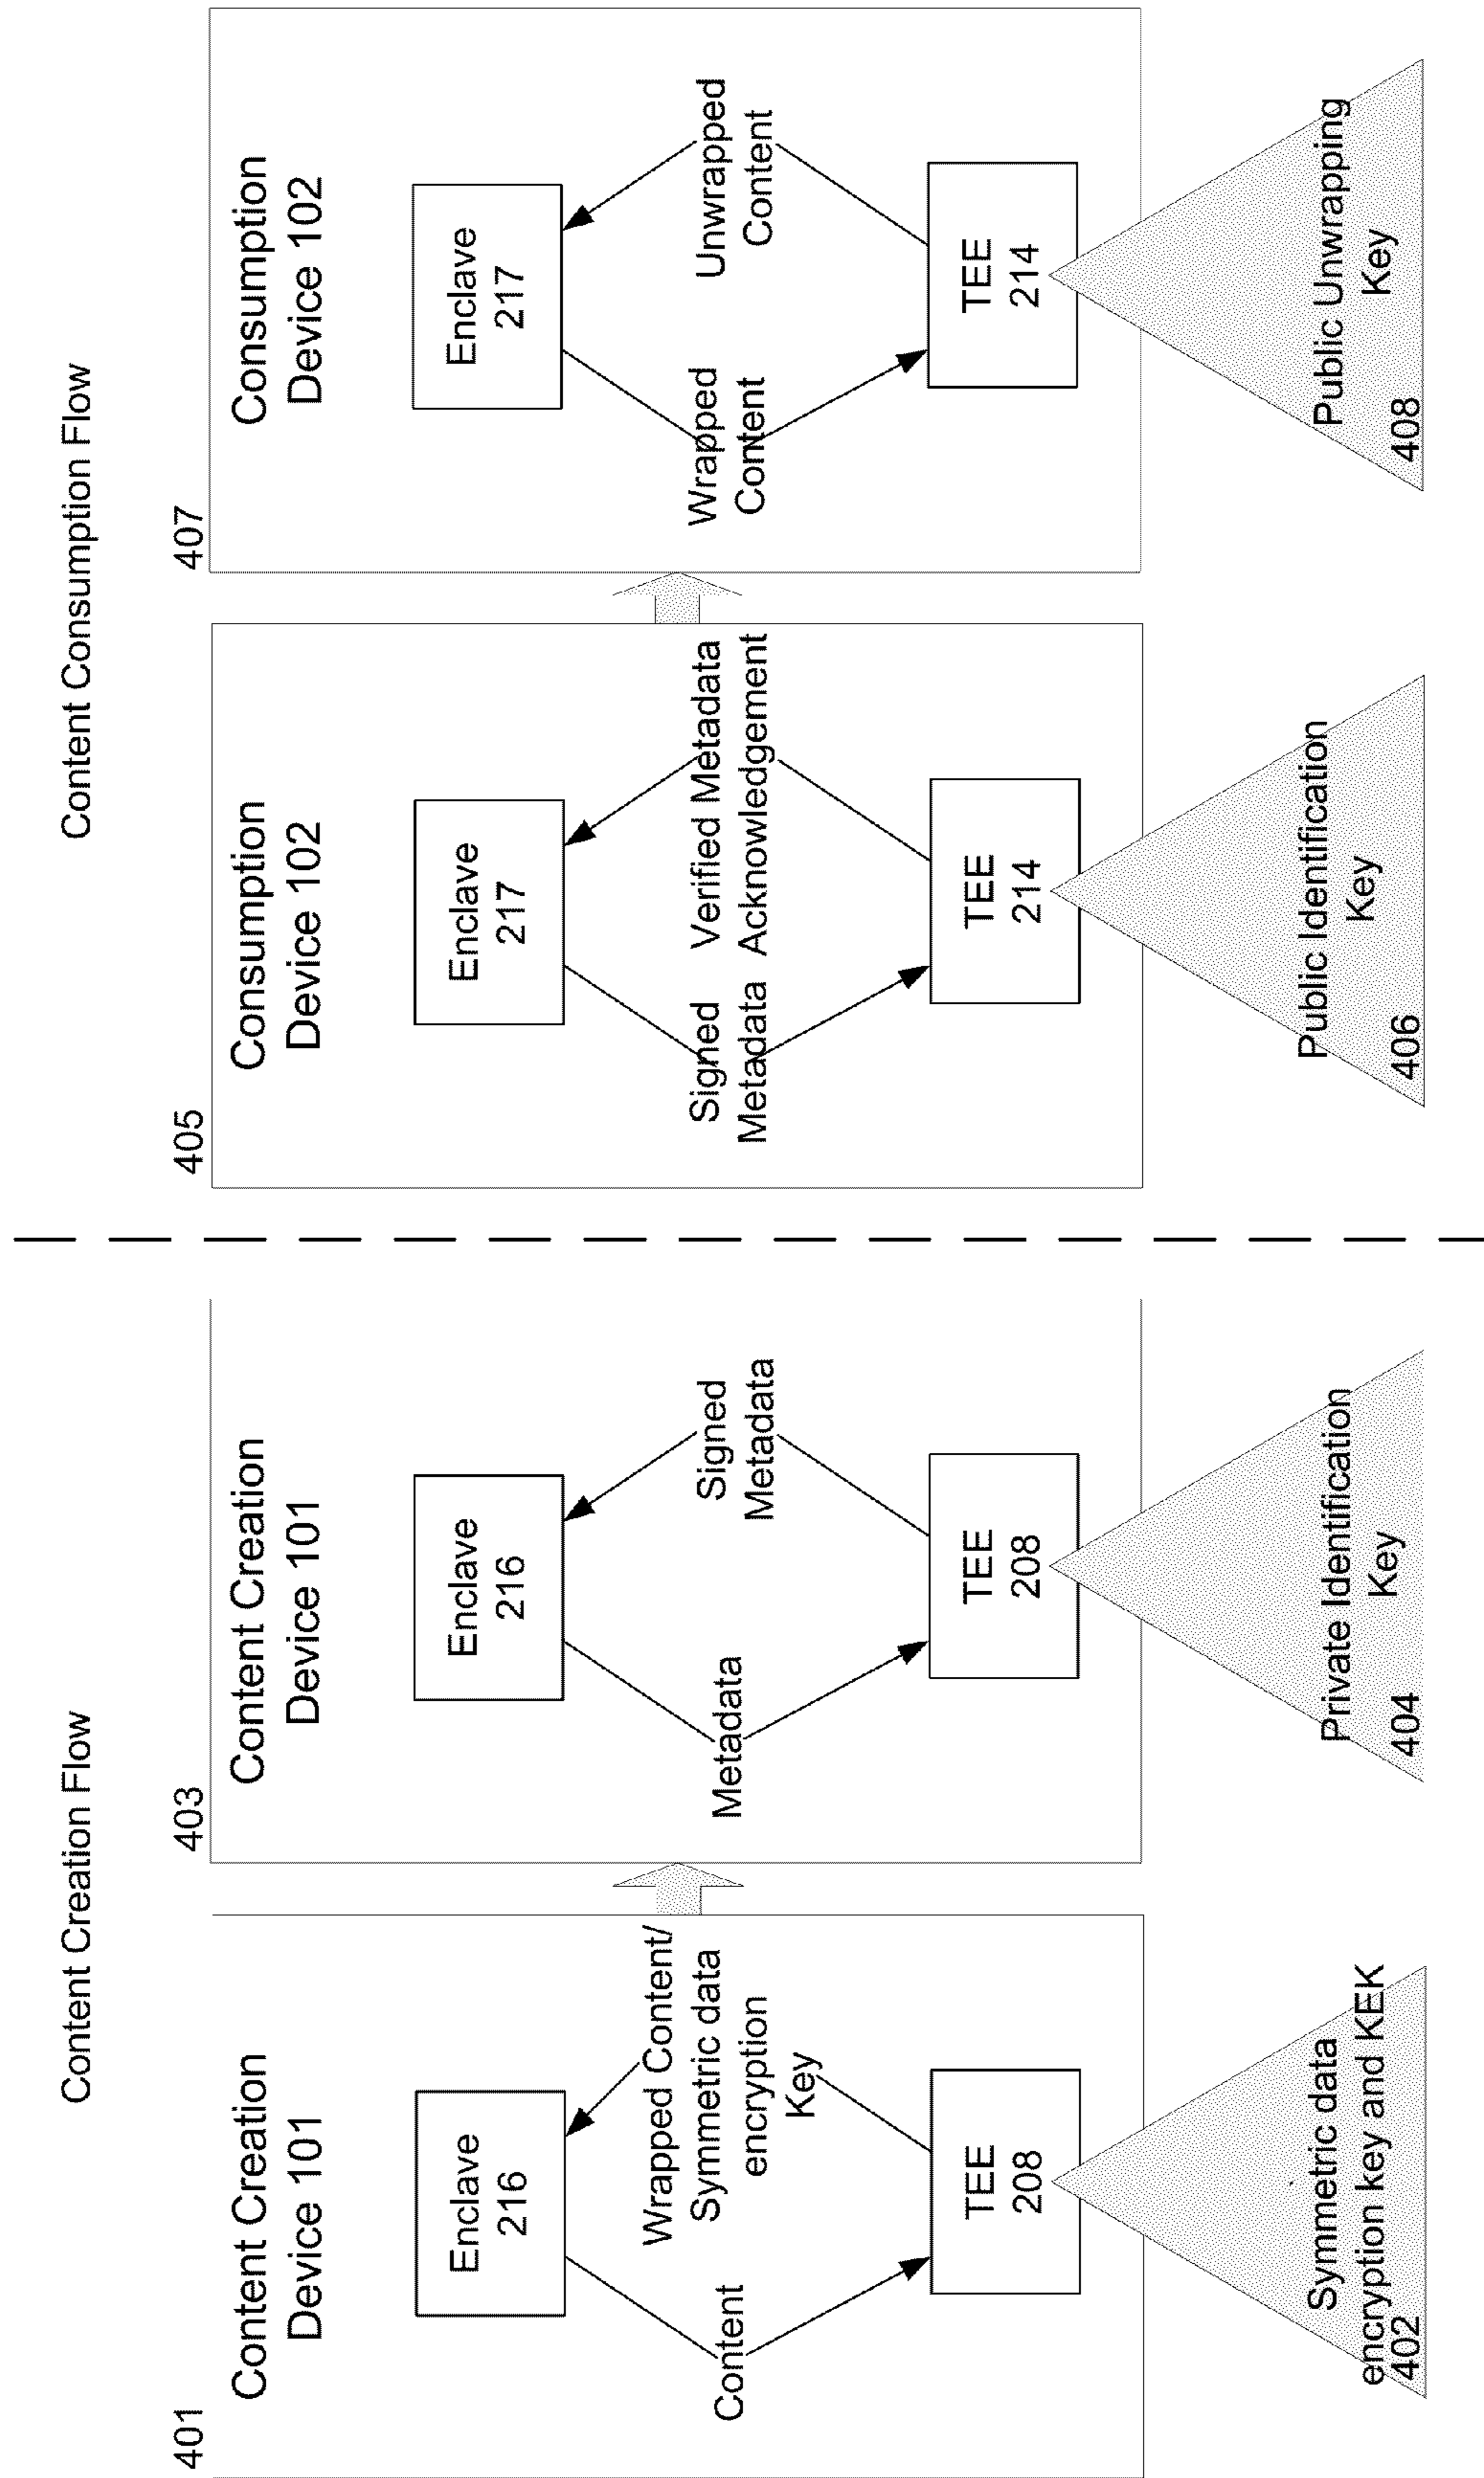 Content Creation Flow
Content Consumption Flow
401
Content Creation
Device 101
Enclave
216
Content
Wrapped Content/
Symmetric data
encryption
Key
TEE
208
Symmetric data
encryption key and KEK
402
403
Content Creation
Device 101
Enclave
216
Metadata
Signed
Metadata
TEE
208
Private Identification
Key
404
405
Consumption
Device 102
Enclave
217
Signed
Metadata
Verified Metadata
Acknowledgement
TEE
214
Public Identification
Key
406
407
Consumption
Device 102
Enclave
217
Wrapped
Content
Unwrapped
Content
TEE
214
Public Unwrapping
Key
408